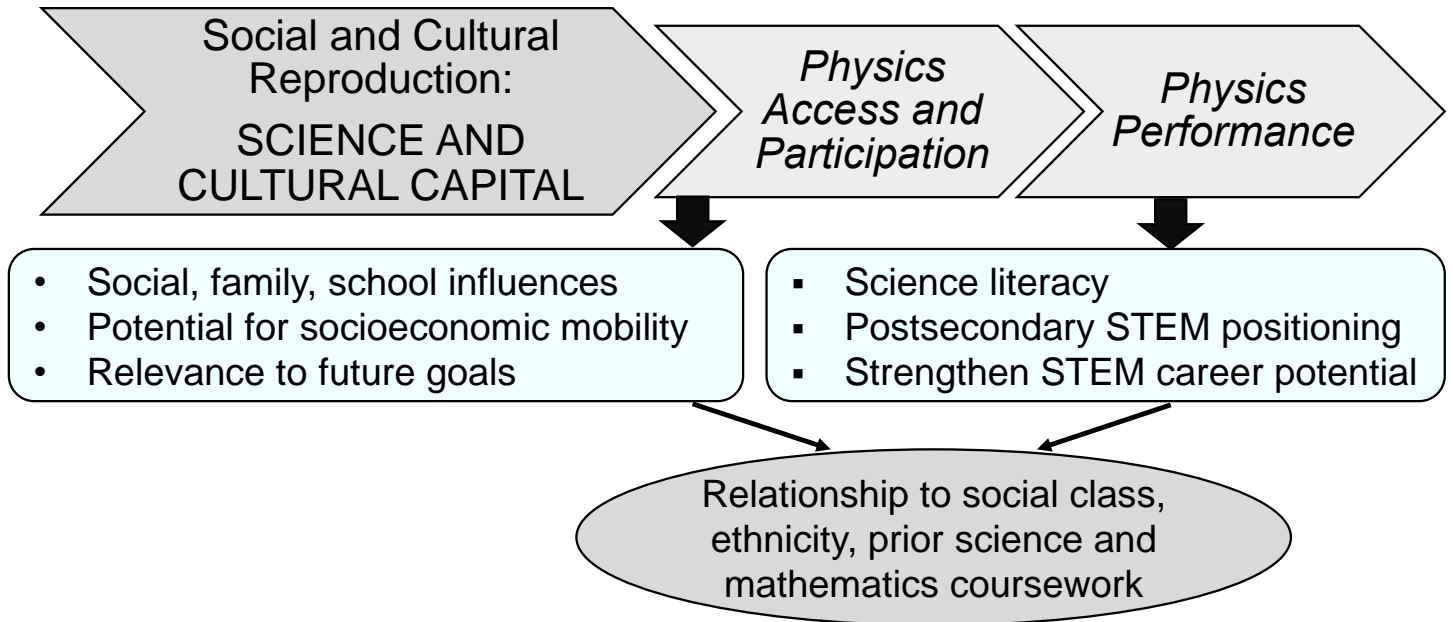 Social and Cultural
Reproduction:
SCIENCE AND
CULTURAL CAPITAL
Physics
Access and
Participation
Physics
Performance
• Social, family, school influences
• Potential for socioeconomic mobility
• Relevance to future goals
▪ Science literacy
▪ Postsecondary STEM positioning
▪ Strengthen STEM career potential
Relationship to social class,
ethnicity, prior science and
mathematics coursework